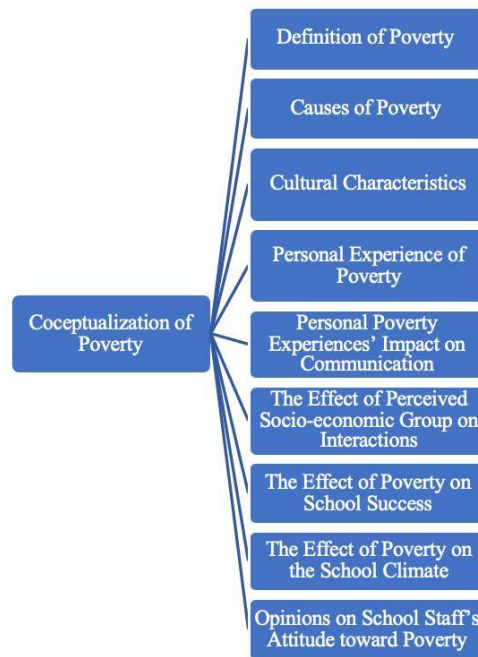 Definition of Poverty
Causes of Poverty
Cultural Characteristics
Personal Experience of
Poverty
Coceptualization of
Poverty
Personal Poverty
Experiences' Impact on
Communication
The Effect of Perceived
Socio-economic Group on
Interactions
The Effect of Poverty on
School Success
The Effect of Poverty on
the School Climate
Opinions on School Staff's
Attitude toward Poverty